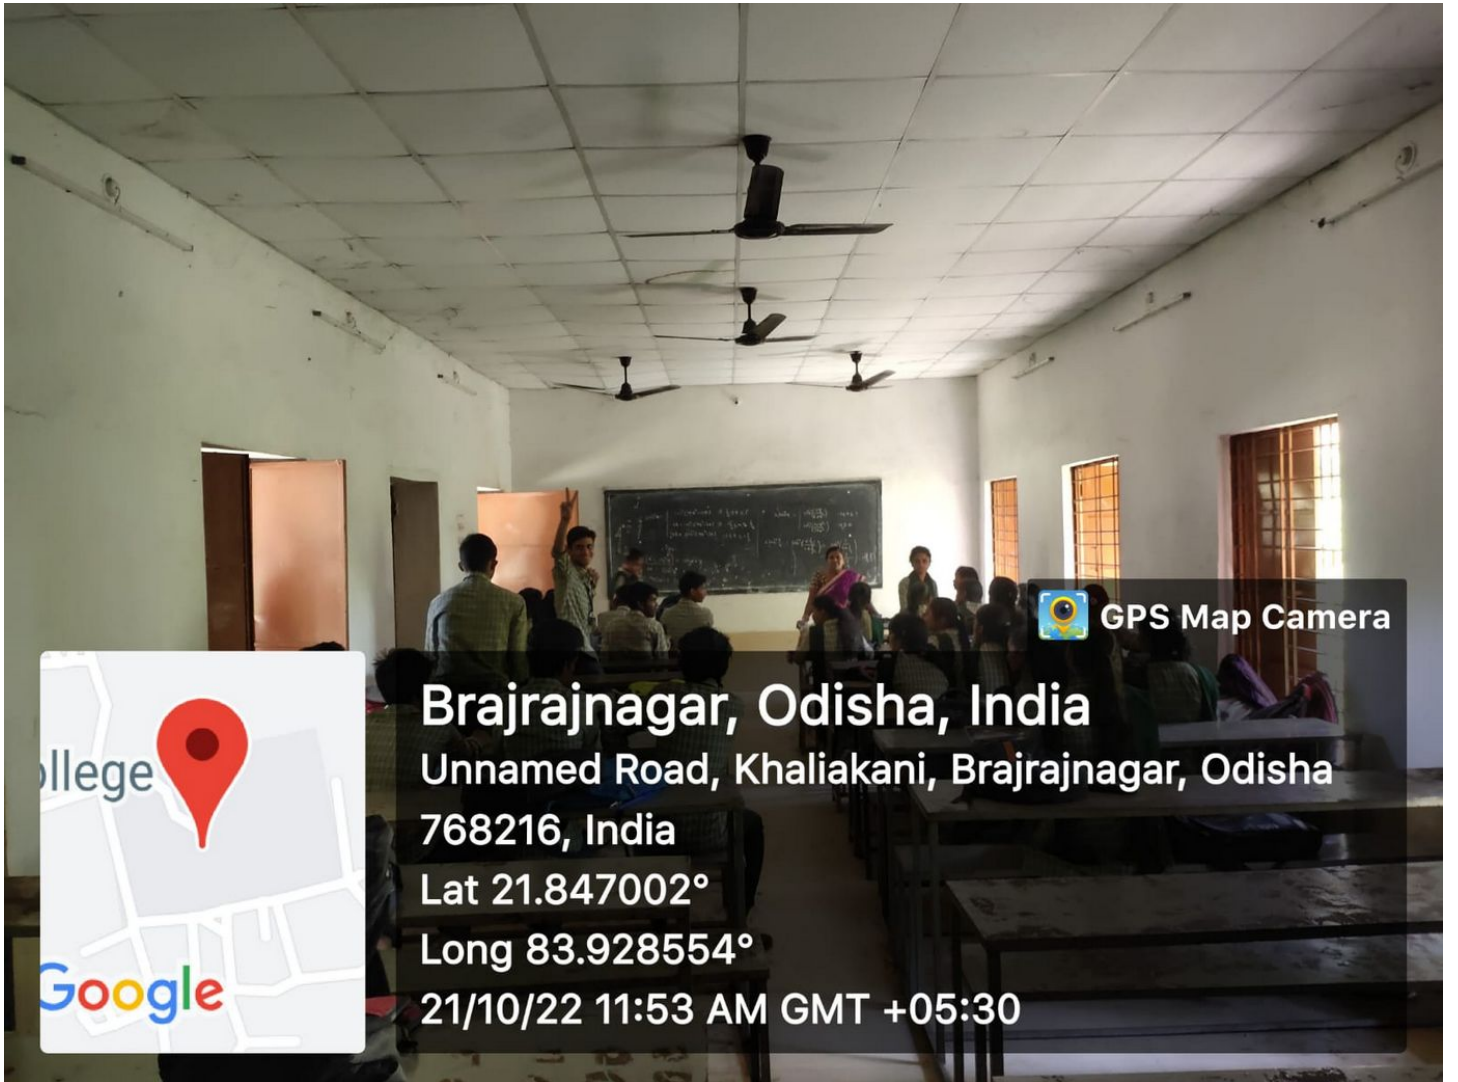 GPS Map Camera
Brajrajnagar, Odisha, India
Unnamed Road, Khaliakani, Brajrajnagar, Odisha
768216, India
Lat 21.847002°
Long 83.928554°
21/10/22 11:53 AM GMT +05:30
ollege
Google